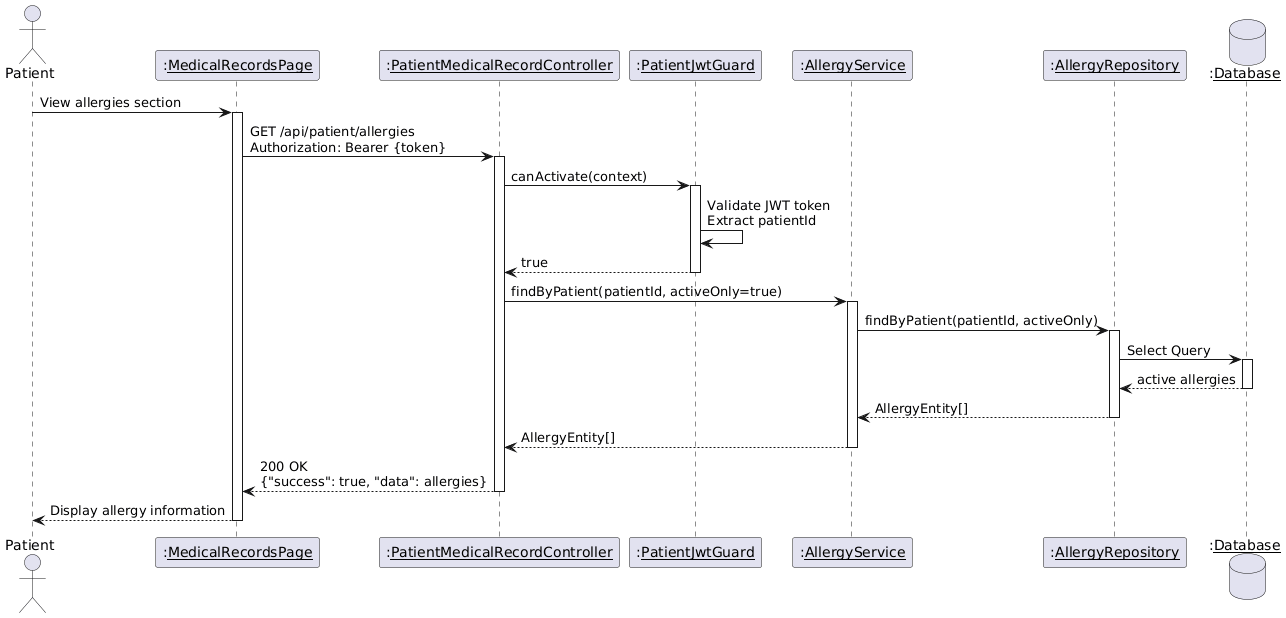 Patient
:MedicalRecordsPage
:PatientMedicalRecordController
:PatientJwtGuard
:AllergyService
:AllergyRepository
:Database
View allergies section
GET /api/patient/allergies
Authorization: Bearer {token}
canActivate(context)
Validate JWT token
Extract patientId
true
findByPatient(patientId, activeOnly=true)
findByPatient(patientId, activeOnly)
Select Query
active allergies
AllergyEntity[]
AllergyEntity[]
200 OK
{"success": true, "data": allergies}
Display allergy information
Patient
:MedicalRecordsPage
:PatientMedicalRecordController
:PatientJwtGuard
:AllergyService
:AllergyRepository
:Database